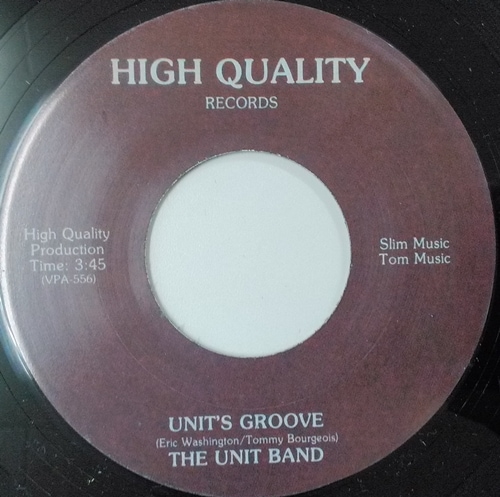 HIGH QUALITY
RECORDS
High Quality
Production
Time: 3:45
(VPA-556)
Slim Music
Tom Music
UNIT'S GROOVE
(Eric Washington/Tommy Bourgeois)
THE UNIT BAND